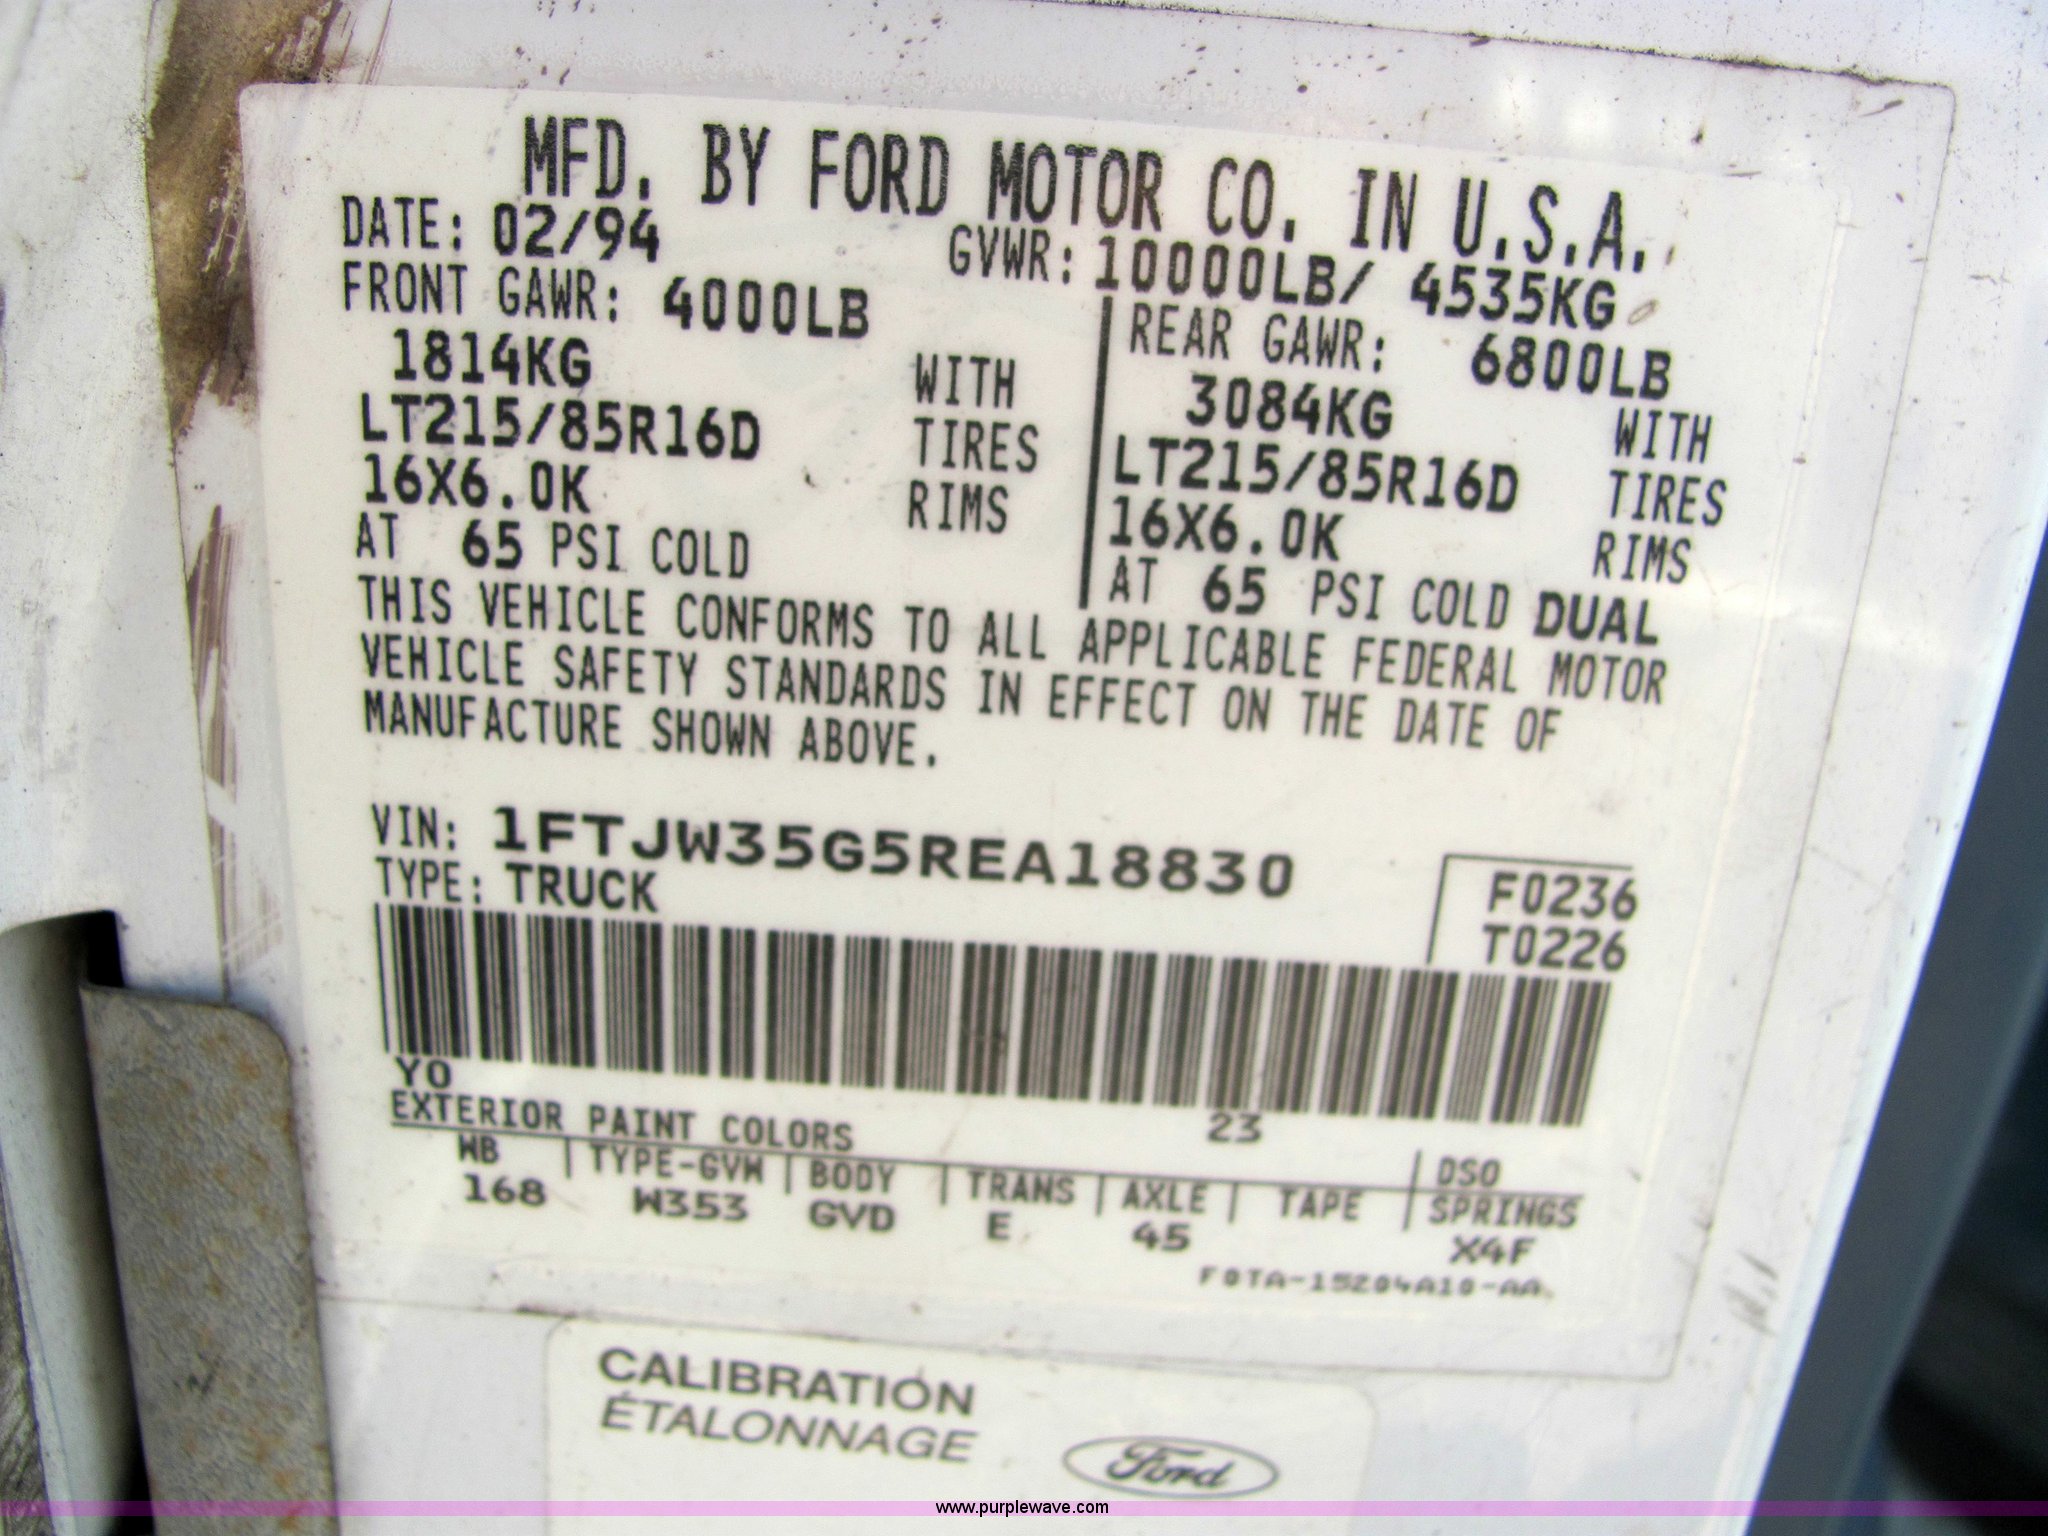 MFD. BY FORD MOTOR CO. IN U.S.A.
DATE: 02/94 GVWR: 10000LB/ 4535KG
FRONT GAWR: 4000LB REAR GAWR: 6800LB
1814KG WITH 3084KG WITH
LT215/85R16D TIRES LT215/85R16D TIRES
16X6.0K RIMS 16X6.0K RIMS
AT 65 PSI COLD AT 65 PSI COLD DUAL
THIS VEHICLE CONFORMS TO ALL APPLICABLE FEDERAL MOTOR
VEHICLE SAFETY STANDARDS IN EFFECT ON THE DATE OF
MANUFACTURE SHOWN ABOVE.
VIN: 1FTJW35G5REA18830
TYPE: TRUCK
F0236
T0226
YO
EXTERIOR PAINT COLORS 23 DSO
WB TYPE-GVW BODY TRANS AXLE TAPE SPRINGS
168 W353 GVD E 45 X4F
F0TA-15204A10-AA
CALIBRATION
ÉTALONNAGE
Ford
www.purplewave.com